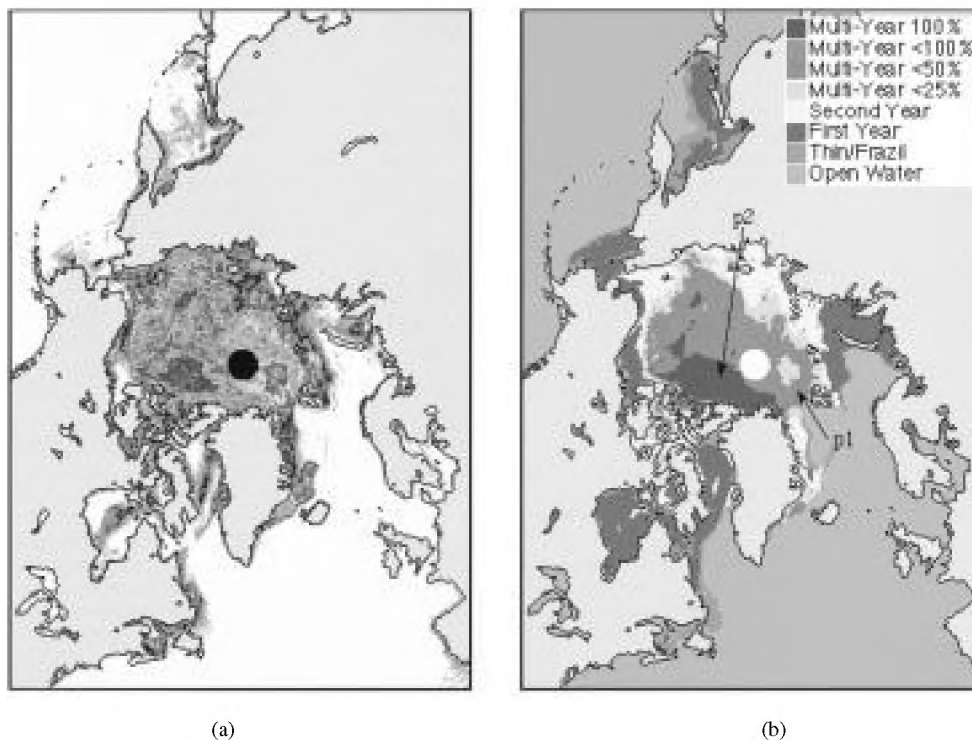 Multi-Year 100%
Multi-Year <100%
Multi-Year <50%
Multi-Year <25%
Second Year
First Year
Thin/Frazil
Open Water
p2
p1
(a)
(b)